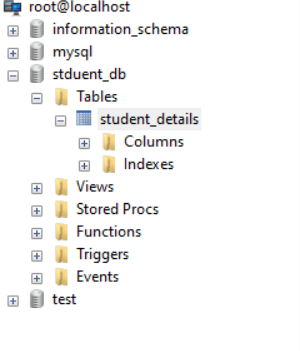 root@localhost
information_schema
mysql
stduent_db
Tables
student_details
Columns
Indexes
Views
Stored Procs
Functions
Triggers
Events
test